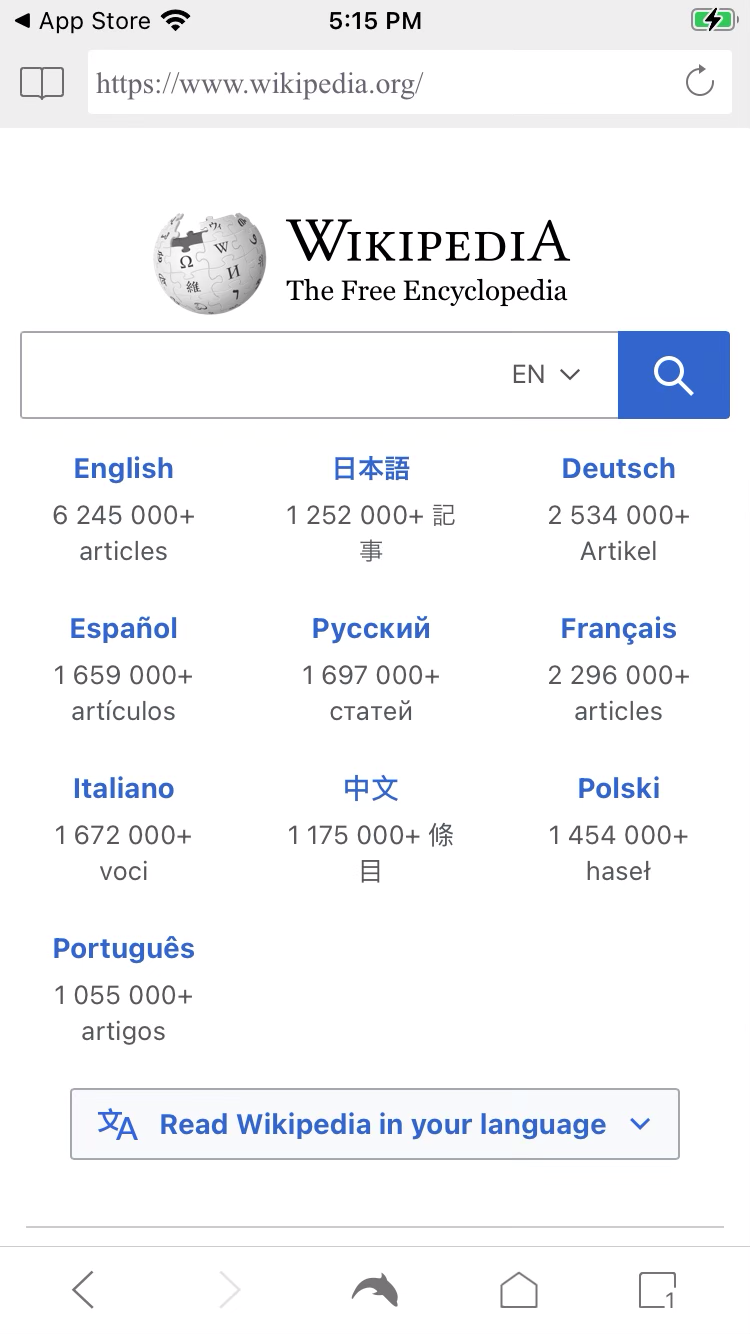 App Store
5:15 PM
https://www.wikipedia.org/
Ω
W
И
維
WIKIPEDIA
The Free Encyclopedia
EN
English
6 245 000+
articles
日本語
1 252 000+ 記
事
Deutsch
2 534 000+
Artikel
Español
1 659 000+
artículos
Русский
1 697 000+
статей
Français
2 296 000+
articles
Italiano
1 672 000+
voci
中文
1 175 000+ 條
目
Polski
1 454 000+
haseł
Português
1 055 000+
artigos
文A Read Wikipedia in your language
1